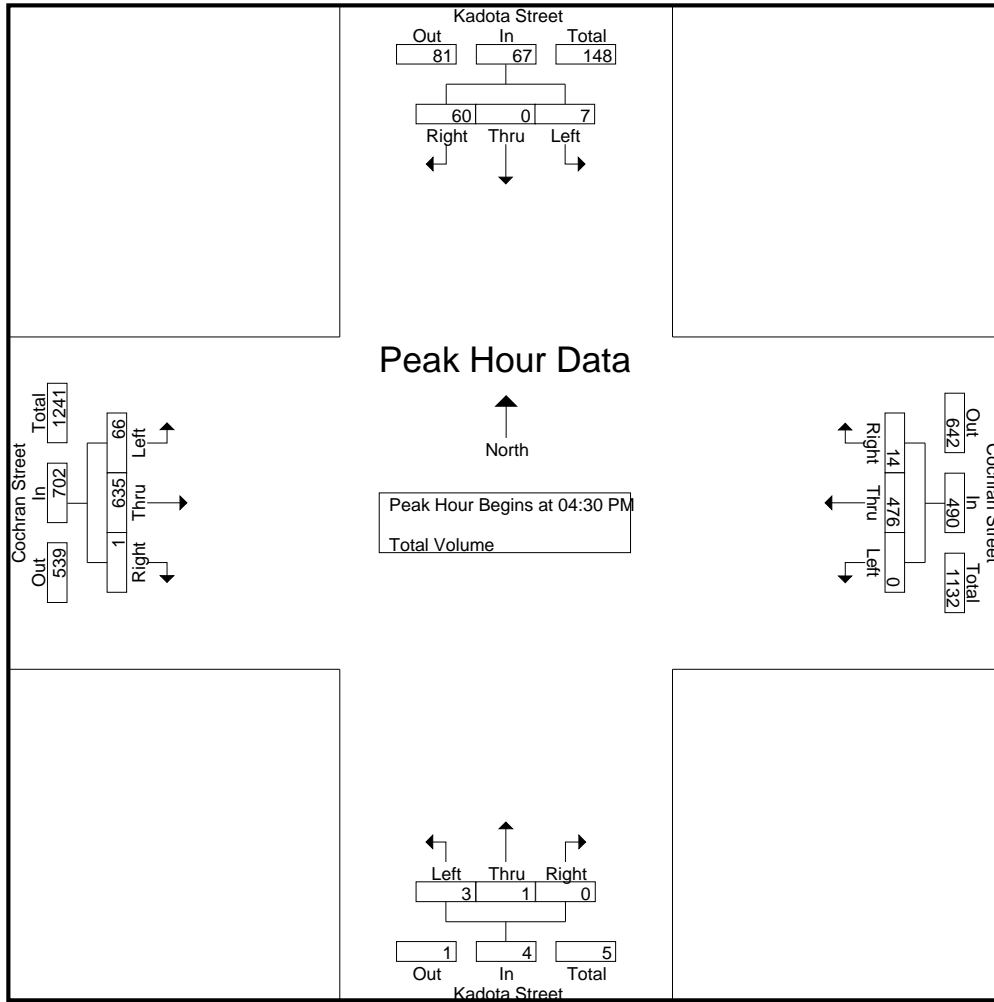 Kadota Street
Out In Total
81 67 148
60 0 7
Right Thru Left
Peak Hour Data
North
Peak Hour Begins at 04:30 PM
Total Volume
Cochran Street
Out In Total
539 702 1241
66 635 1
Left Thru Right
Cochran Street
Out In Total
642 490 1132
Right Thru Left
14 476 0
Left Thru Right
3 1 0
1 4 5
Out In Total
Kadota Street